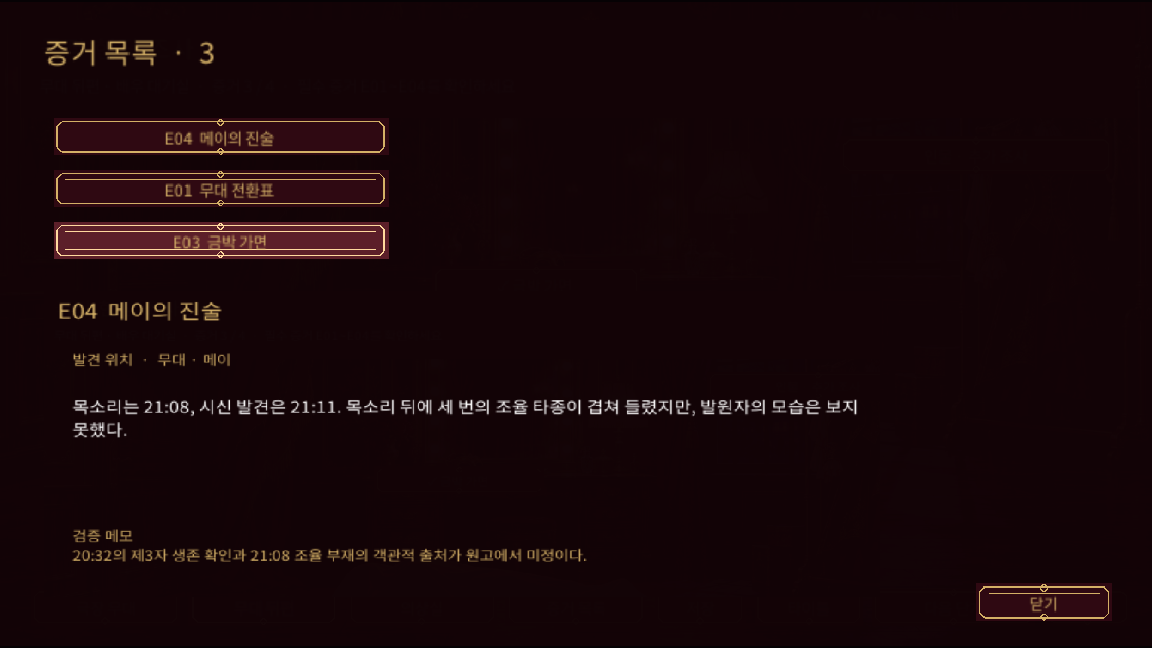 증거 목록 · 3
E04 메이의 진술
E01 무대 전환표
E03 금박 가면
E04 메이의 진술
발견 위치 · 무대 · 메이
목소리는 21:08, 시신 발견은 21:11. 목소리 뒤에 세 번의 조율 타종이 겹쳐 들렸지만, 발원자의 모습은 보지
못했다.
검증 메모
20:32의 제3자 생존 확인과 21:08 조율 부재의 객관적 출처가 원고에서 미정이다.
닫기